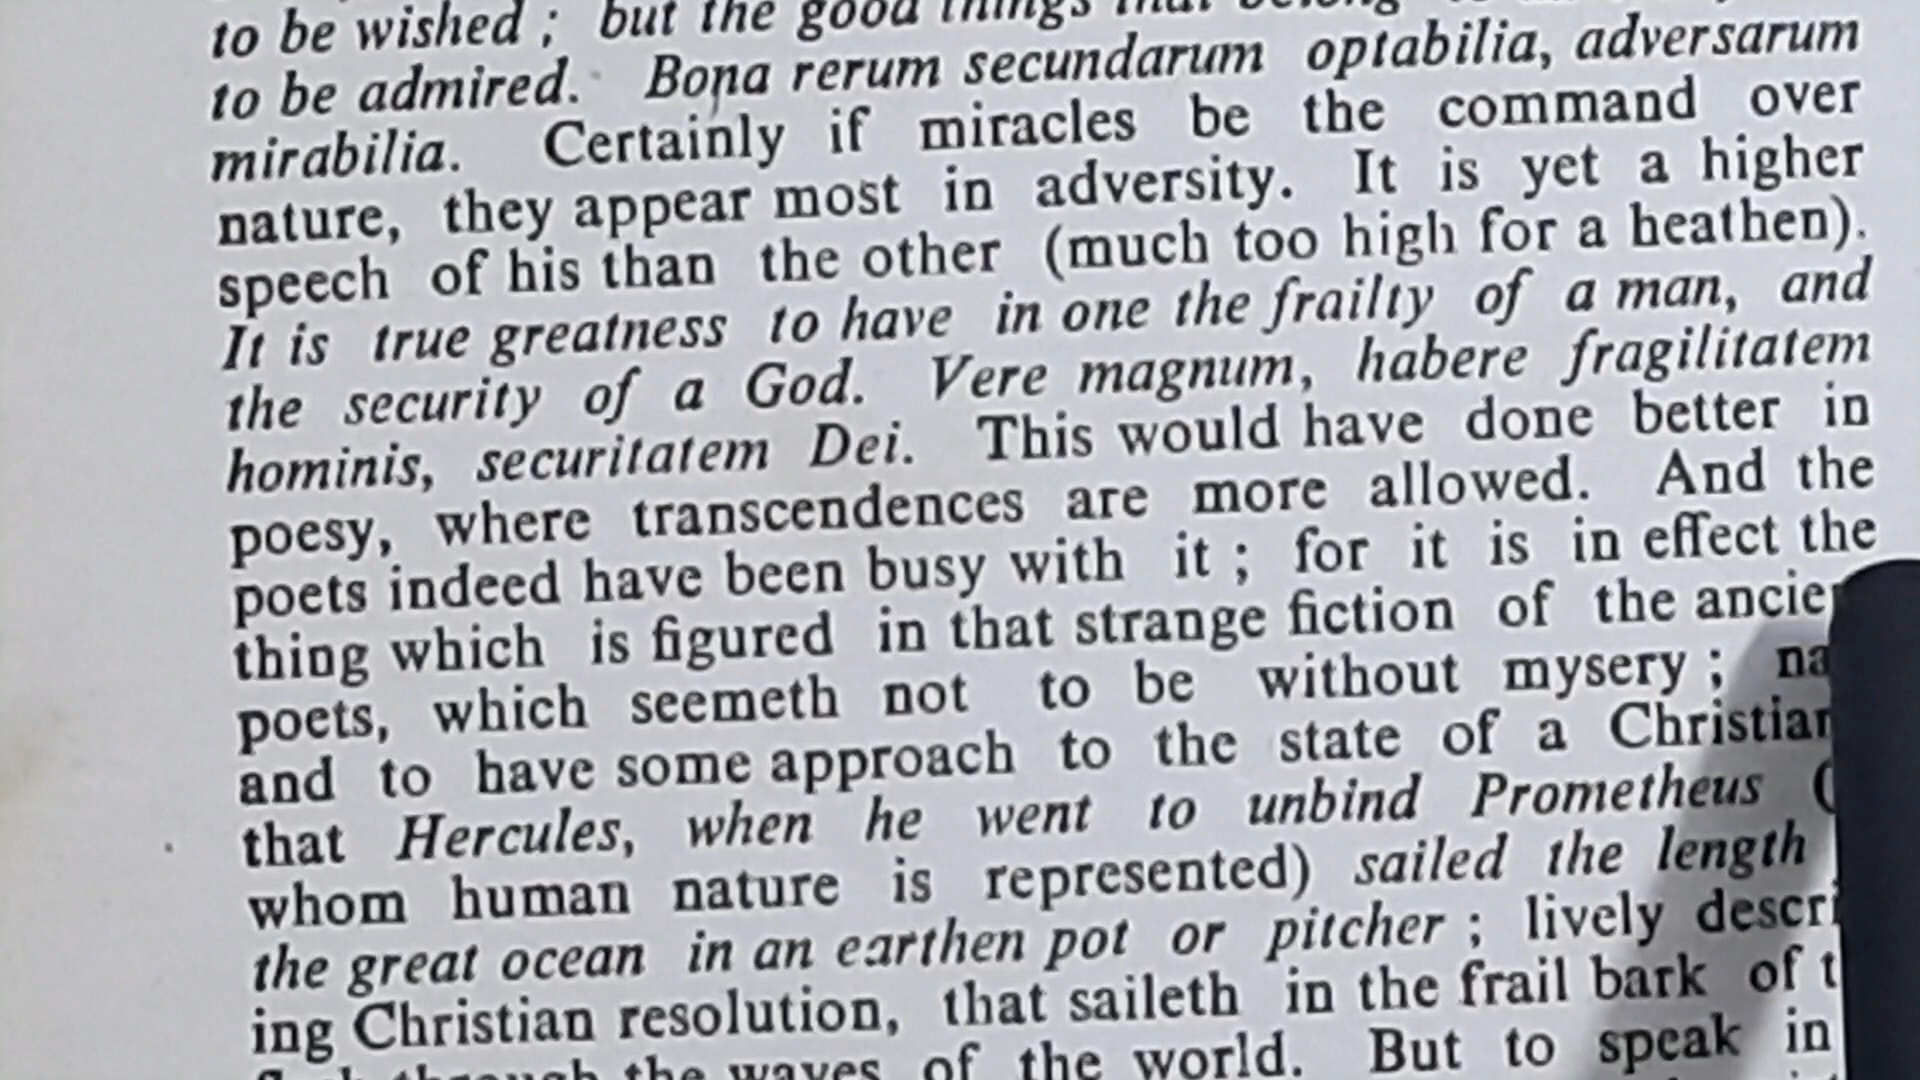 to be wished ; but the good things that belong
to be admired. Bona rerum secundarum optabilia, adversarum
mirabilia. Certainly if miracles be the command over
nature, they appear most in adversity. It is yet a higher
speech of his than the other (much too high for a heathen).
It is true greatness to have in one the frailty of a man, and
the security of a God. Vere magnum, habere fragilitatem
hominis, securitatem Dei. This would have done better in
poesy, where transcendences are more allowed. And the
poets indeed have been busy with it ; for it is in effect the
thing which is figured in that strange fiction of the
poets, which seemeth not to be without mysery ;
and to have some approach to the state of a Christian
that Hercules, when he went to unbind Prometheus (
whom human nature is represented) sailed the length
the great ocean in an earthen pot or pitcher ; lively
ing Christian resolution, that saileth in the frail bark of
through the waves of the world. But to speak in